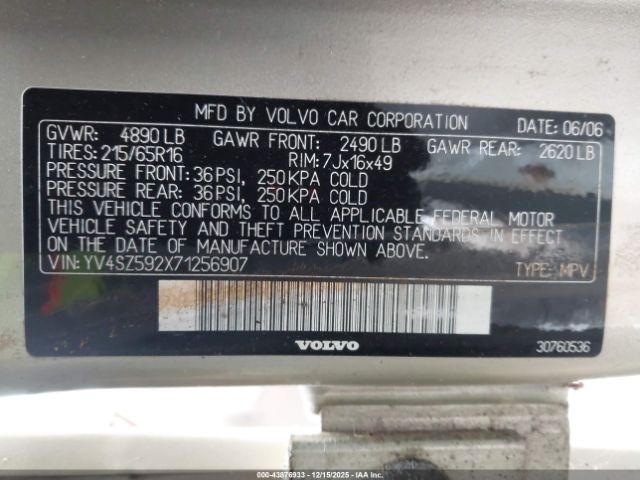 MFD BY VOLVO CAR CORPORATION DATE: 06/06
GVWR: 4890 LB GAWR FRONT: 2490 LB GAWR REAR: 2620 LB
TIRES: 215/65R16 RIM: 7Jx16x49
PRESSURE FRONT: 36 PSI, 250 KPA COLD
PRESSURE REAR: 36 PSI, 250 KPA COLD
THIS VEHICLE CONFORMS TO ALL APPLICABLE FEDERAL MOTOR
VEHICLE SAFETY AND THEFT PREVENTION STANDARDS IN EFFECT
ON THE DATE OF MANUFACTURE SHOWN ABOVE.
VIN: YV4SZ592X71256907 TYPE: MPV
VOLVO 30760536
000-43876933 - 12/15/2025 - IAAI.CA